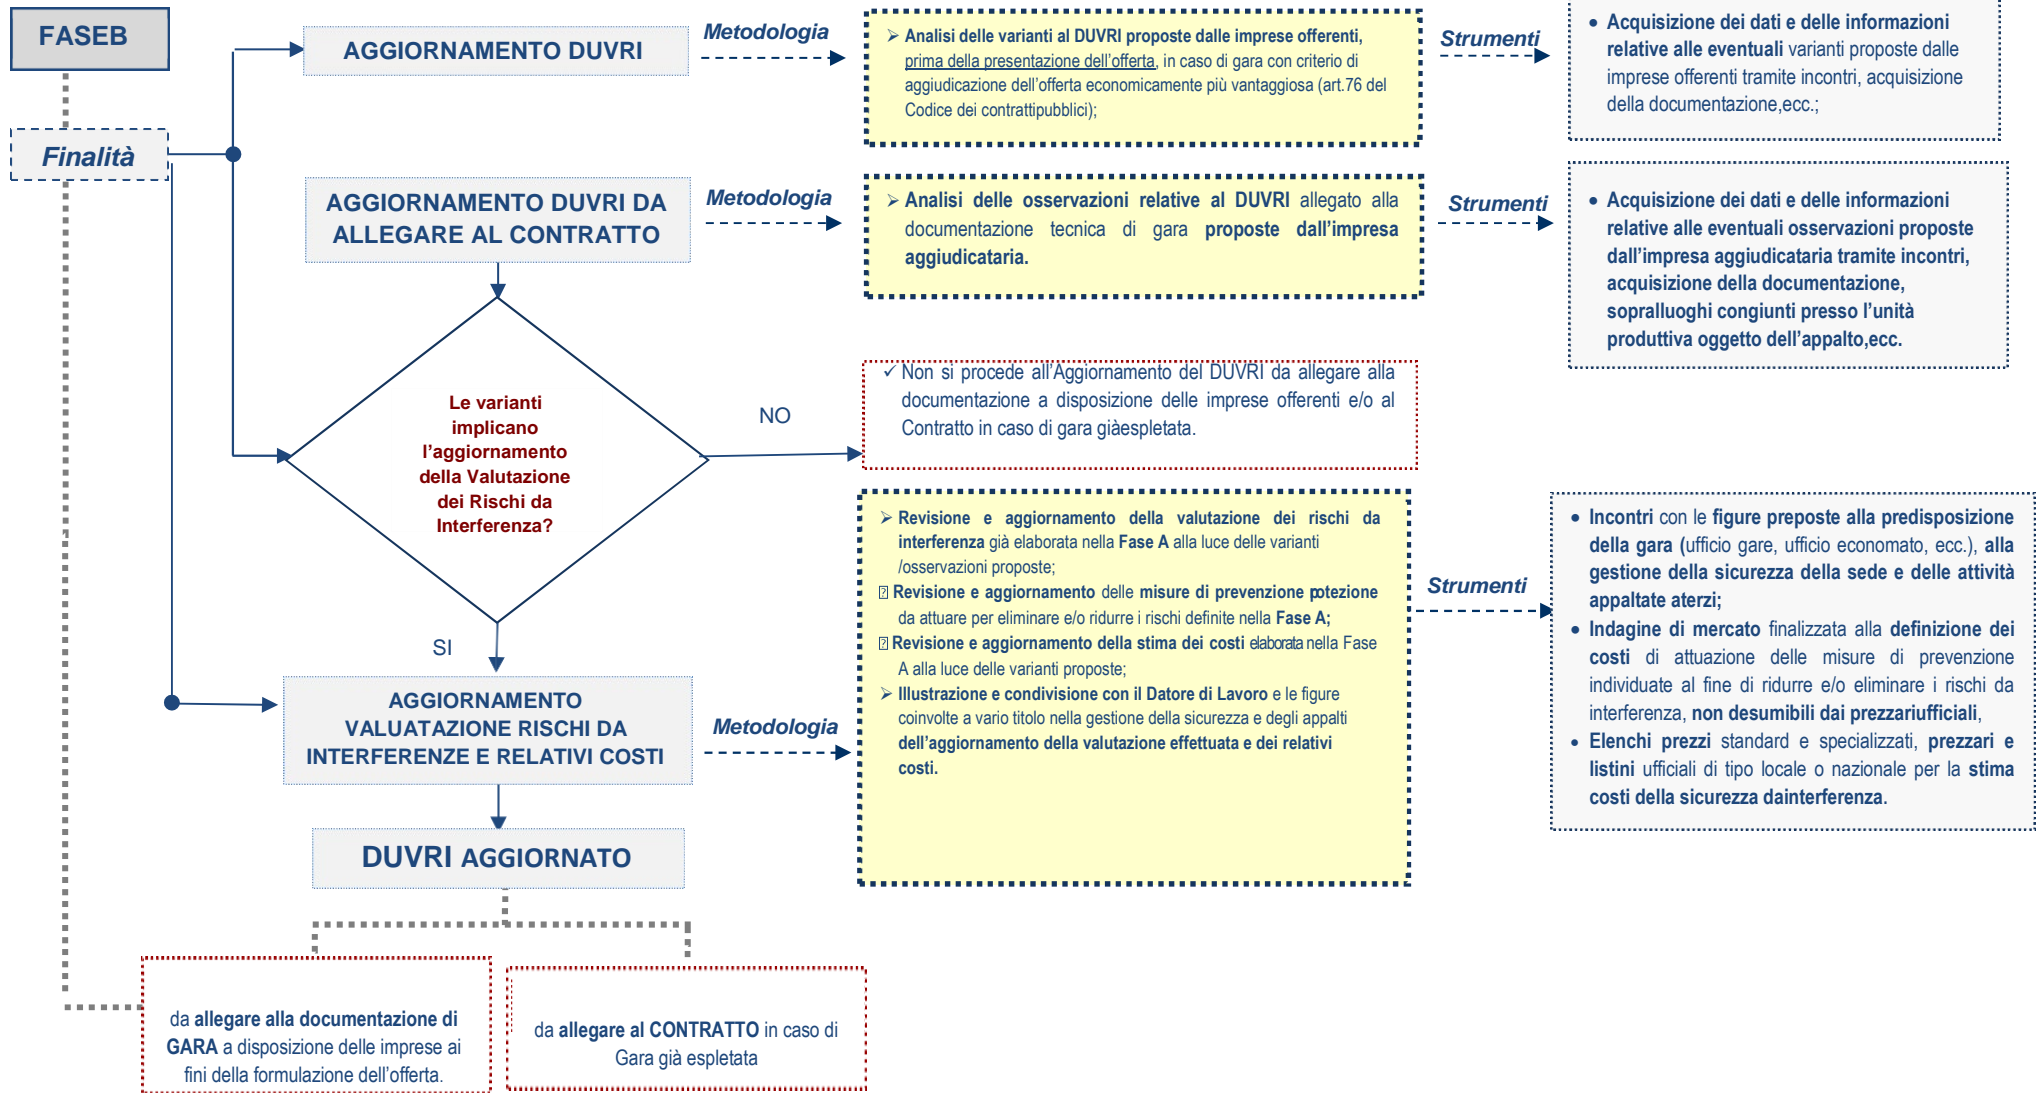 FASEB
Finalità
AGGIORNAMENTO DUVRI
Metodologia
➢ Analisi delle varianti al DUVRI proposte dalle imprese offerenti,
prima della presentazione dell'offerta, in caso di gara con criterio di
aggiudicazione dell'offerta economicamente più vantaggiosa (art.76 del
Codice dei contrattipubblici);
Strumenti
• Acquisizione dei dati e delle informazioni
relative alle eventuali varianti proposte dalle
imprese offerenti tramite incontri, acquisizione
della documentazione,ecc.;
AGGIORNAMENTO DUVRI DA
ALLEGARE AL CONTRATTO
Metodologia
➢ Analisi delle osservazioni relative al DUVRI allegato alla
documentazione tecnica di gara proposte dall'impresa
aggiudicataria.
Strumenti
• Acquisizione dei dati e delle informazioni
relative alle eventuali osservazioni proposte
dall'impresa aggiudicataria tramite incontri,
acquisizione della documentazione,
sopralluoghi congiunti presso l'unità
produttiva oggetto dell'appalto,ecc.
Le varianti
implicano
l'aggiornamento
della Valutazione
dei Rischi da
Interferenza?
NO
✓ Non si procede all'Aggiornamento del DUVRI da allegare alla
documentazione a disposizione delle imprese offerenti e/o al
Contratto in caso di gara giàespletata.
SI
AGGIORNAMENTO
VALUATAZIONE RISCHI DA
INTERFERENZE E RELATIVI COSTI
Metodologia
➢ Revisione e aggiornamento della valutazione dei rischi da
interferenza già elaborata nella Fase A alla luce delle varianti
/osservazioni proposte;
⍰ Revisione e aggiornamento delle misure di prevenzione potezione
da attuare per eliminare e/o ridurre i rischi definite nella Fase A;
⍰ Revisione e aggiornamento della stima dei costi elaborata nella Fase
A alla luce delle varianti proposte;
➢ Illustrazione e condivisione con il Datore di Lavoro e le figure
coinvolte a vario titolo nella gestione della sicurezza e degli appalti
dell'aggiornamento della valutazione effettuata e dei relativi
costi.
Strumenti
• Incontri con le figure preposte alla predisposizione
della gara (ufficio gare, ufficio economato, ecc.), alla
gestione della sicurezza della sede e delle attività
appaltate aterzi;
• Indagine di mercato finalizzata alla definizione dei
costi di attuazione delle misure di prevenzione
individuate al fine di ridurre e/o eliminare i rischi da
interferenza, non desumibili dai prezzariufficiali,
• Elenchi prezzi standard e specializzati, prezzari e
listini ufficiali di tipo locale o nazionale per la stima
costi della sicurezza dainterferenza.
DUVRI AGGIORNATO
da allegare alla documentazione di
GARA a disposizione delle imprese ai
fini della formulazione dell'offerta.
da allegare al CONTRATTO in caso di
Gara già espletata